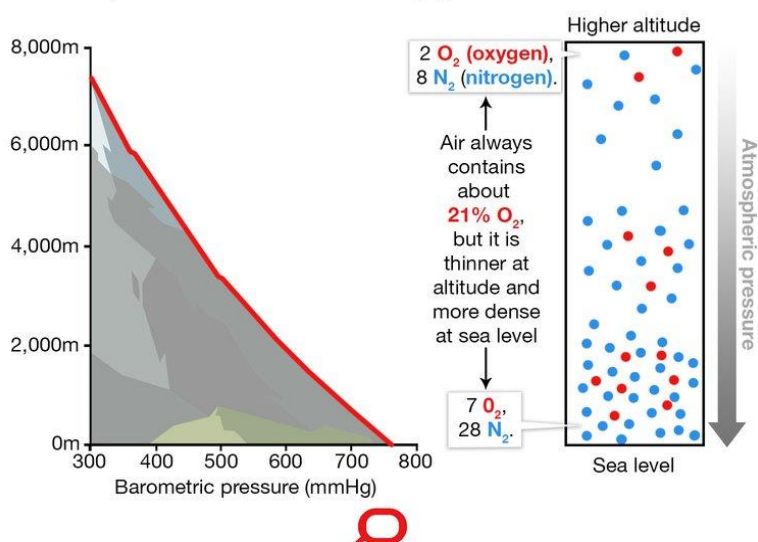 8,000m
6,000m
4,000m
2,000m
0m
300 400 500 600 700 800
Barometric pressure (mmHg)
2 O₂ (oxygen),
8 N₂ (nitrogen).
Air always
contains
about
21% O₂,
but it is
thinner at
altitude and
more dense
at sea level
7 0₂,
28 N₂.
Higher altitude
Atmospheric pressure
Sea level